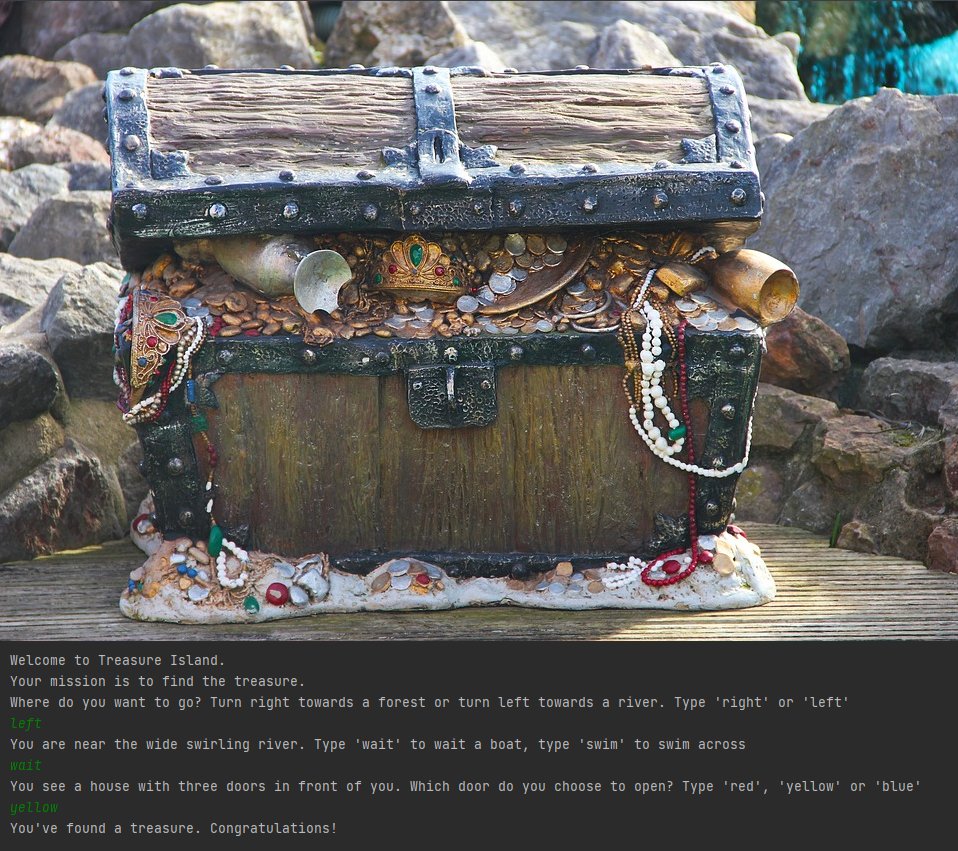 Welcome to Treasure Island.
Your mission is to find the treasure.
Where do you want to go? Turn right towards a forest or turn left towards a river. Type 'right' or 'left'
left
You are near the wide swirling river. Type 'wait' to wait a boat, type 'swim' to swim across
wait
You see a house with three doors in front of you. Which door do you choose to open? Type 'red', 'yellow' or 'blue'
yellow
You've found a treasure. Congratulations!